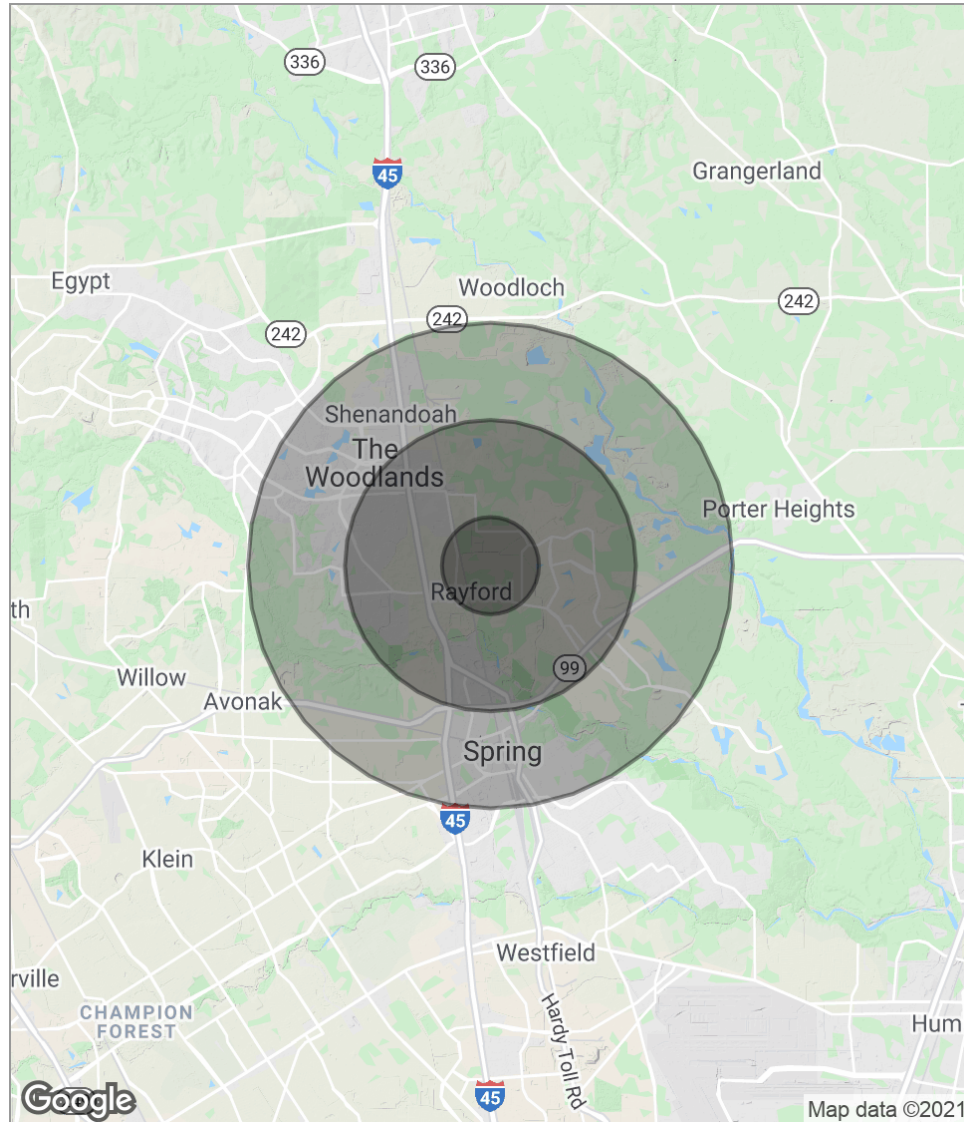 336
336
45
Grangerland
Egypt
Woodloch
242
242
242
Shenandoah
The
Woodlands
Porter Heights
Rayford
th
99
Willow
Avonak
Spring
45
Klein
Westfield
rville
CHAMPION
FOREST
Hardy Toll Rd
Hum
45
Google
Map data ©2021